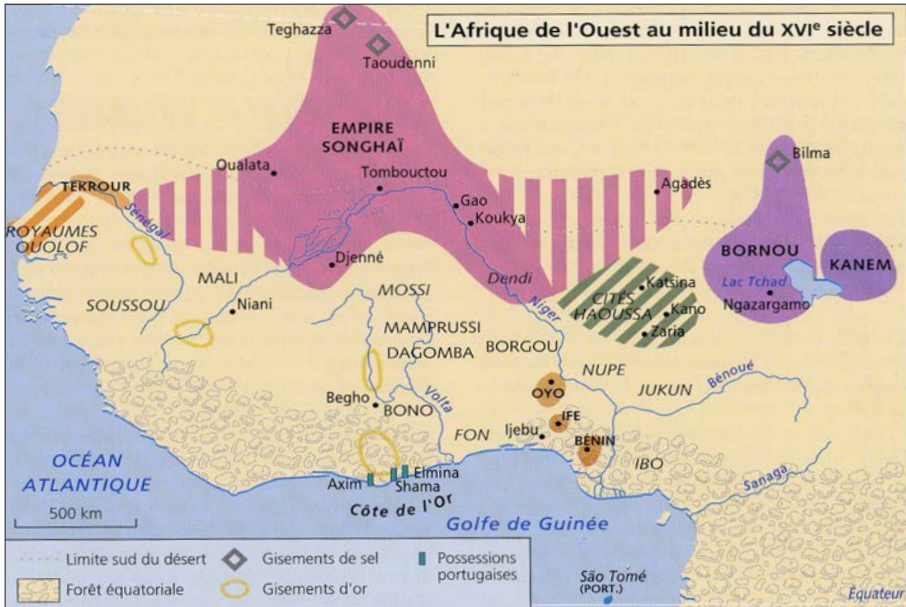 L'Afrique de l'Ouest au milieu du XVIe siècle
Teghazza
Taoudenni
EMPIRE
SONGHAÏ
Oualata
Tombouctou
Bilma
TEKROUR
Agadès
Gao
Koukya
Sénégal
ROYAUMES
OUOLOF
BORNOU
KANEM
Djenné
Dendi
Katsina
Lac Tchad
MALI
MOSSI
CITÉS
HAOUSSA
Ngazargamo
SOUSSOU
Niani
Niger
Kano
MAMPRUSSI
Zaria
DAGOMBA
BORGOU
NUPE
Bénoué
OYO
JUKUN
Begho
BONO
Volta
IFE
FON
Ijebu
BÉNIN
IBO
OCÉAN
ATLANTIQUE
Elmina
Axim
Shama
Sanaga
Côte de l'Or
500 km
Golfe de Guinée
Limite sud du désert
Gisements de sel
Possessions
portugaises
Forêt équatoriale
Gisements d'or
São Tomé
(PORT.)
Équateur